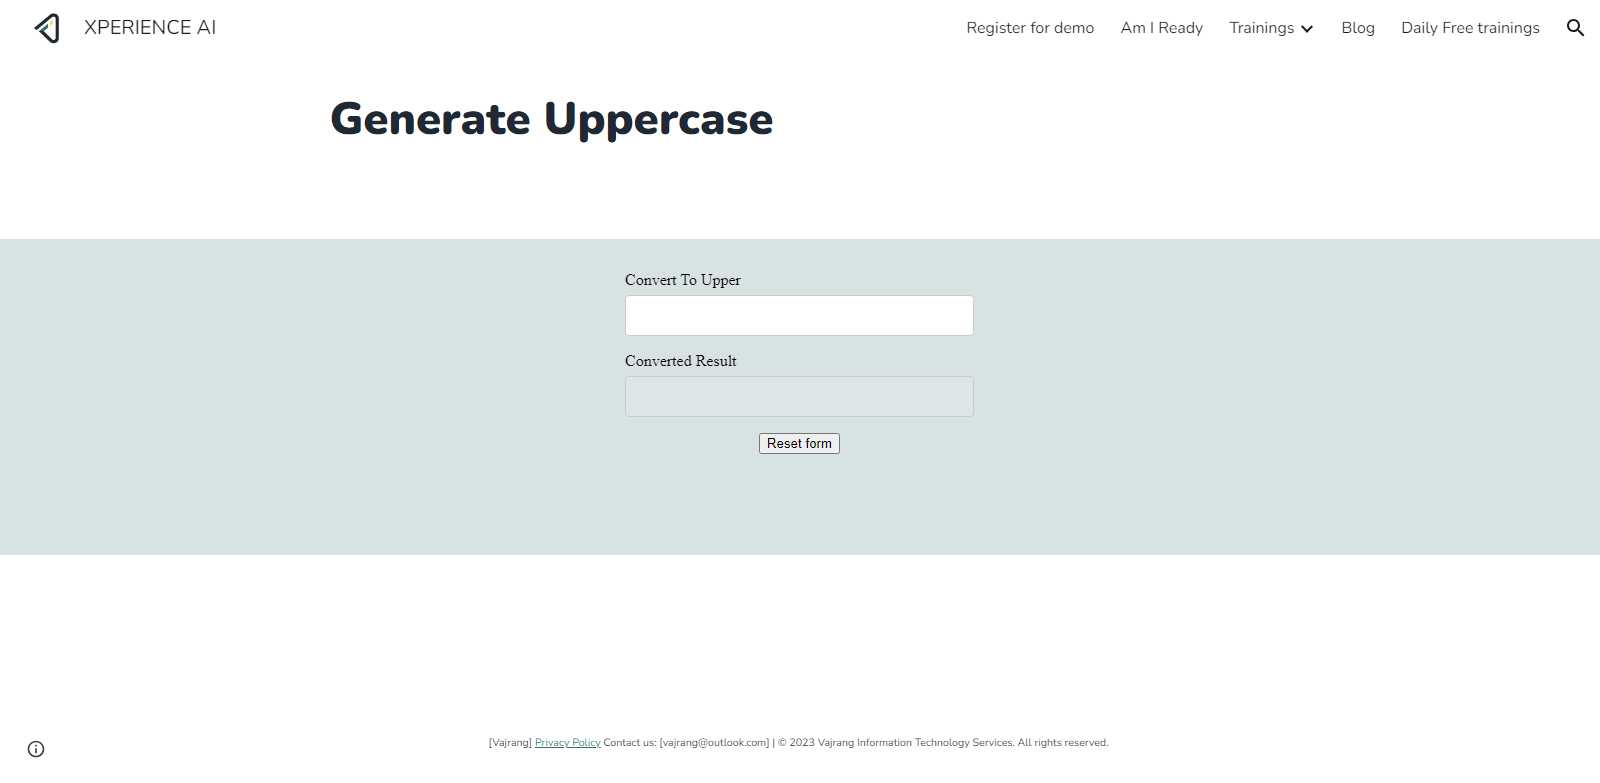 XPERIENCE AI
Register for demo
Am I Ready
Trainings
Blog
Daily Free trainings
Generate Uppercase
Convert To Upper
Converted Result
Reset form
[Vajrang] Privacy Policy Contact us: [vajrang@outlook.com] | © 2023 Vajrang Information Technology Services. All rights reserved.